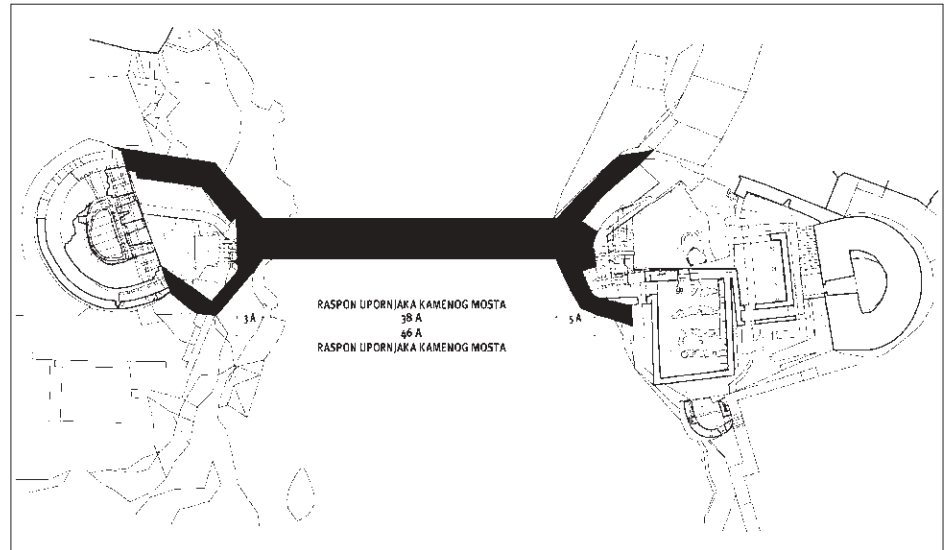 RASPON UPORNJAKA KAMENOG MOSTA
3 A
38 A
5 A
46 A
RASPON UPORNJAKA KAMENOG MOSTA